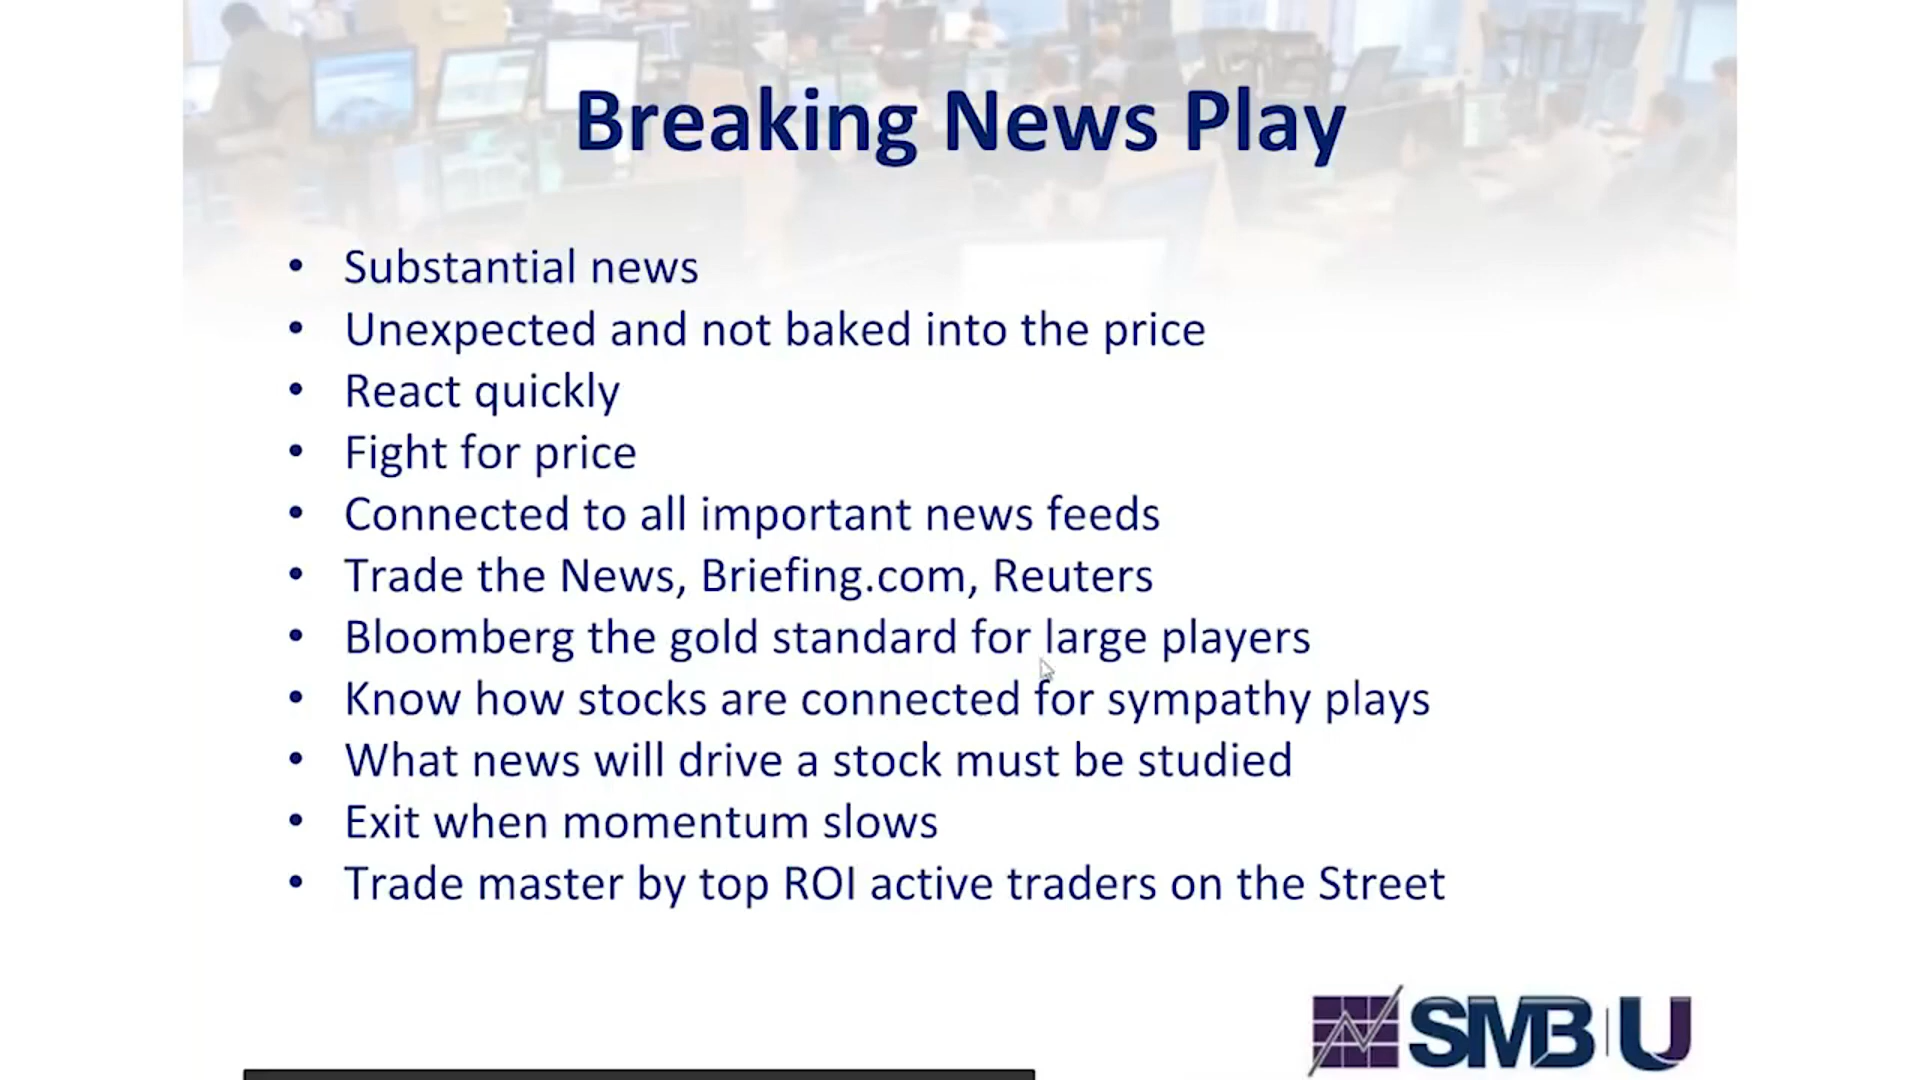 Breaking News Play
• Substantial news
• Unexpected and not baked into the price
• React quickly
• Fight for price
• Connected to all important news feeds
• Trade the News, Briefing.com, Reuters
• Bloomberg the gold standard for large players
• Know how stocks are connected for sympathy plays
• What news will drive a stock must be studied
• Exit when momentum slows
• Trade master by top ROI active traders on the Street
SMB U